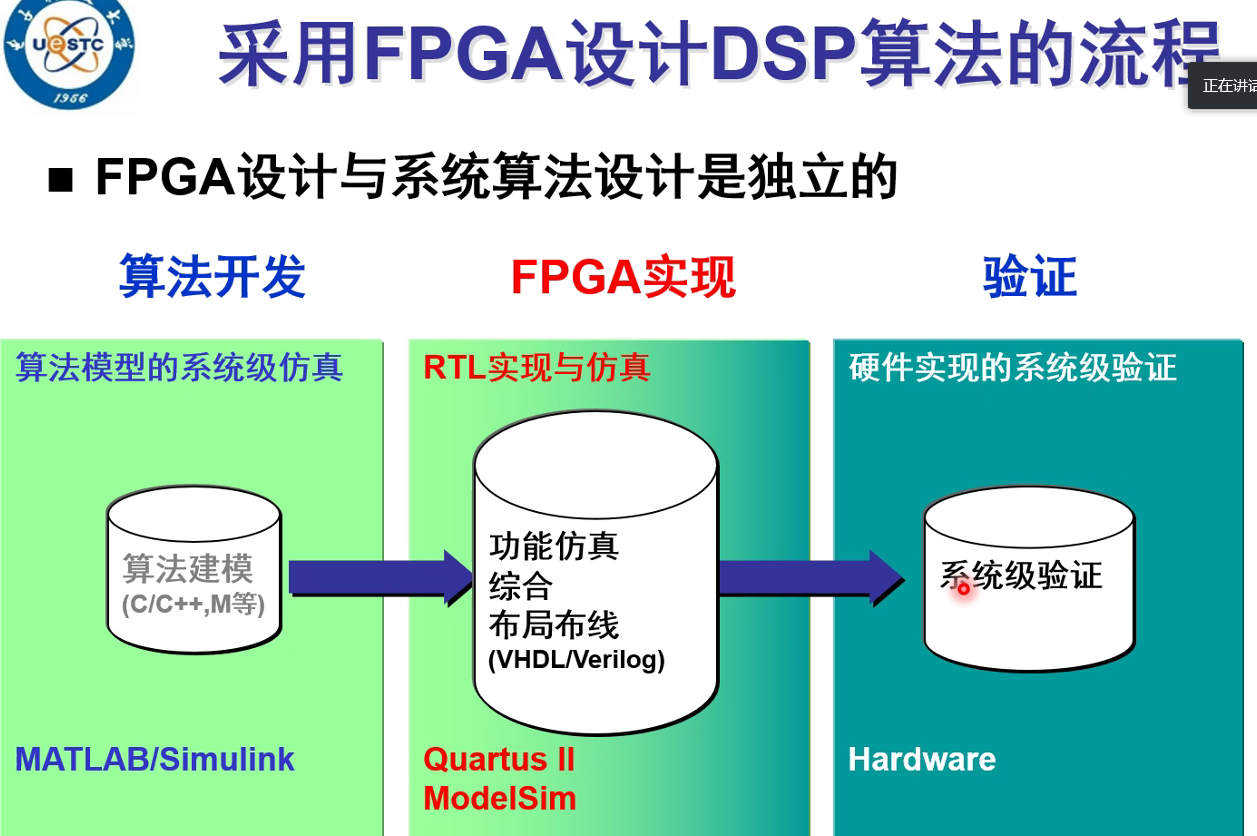 UESTC
1956
采用FPGA设计DSP算法的流程
正在讲话
■ FPGA设计与系统算法设计是独立的
算法开发
FPGA实现
验证
算法模型的系统级仿真
算法建模
(C/C++,M等)
MATLAB/Simulink
RTL实现与仿真
功能仿真
综合
布局布线
(VHDL/Verilog)
Quartus II
ModelSim
硬件实现的系统级验证
系统级验证
Hardware